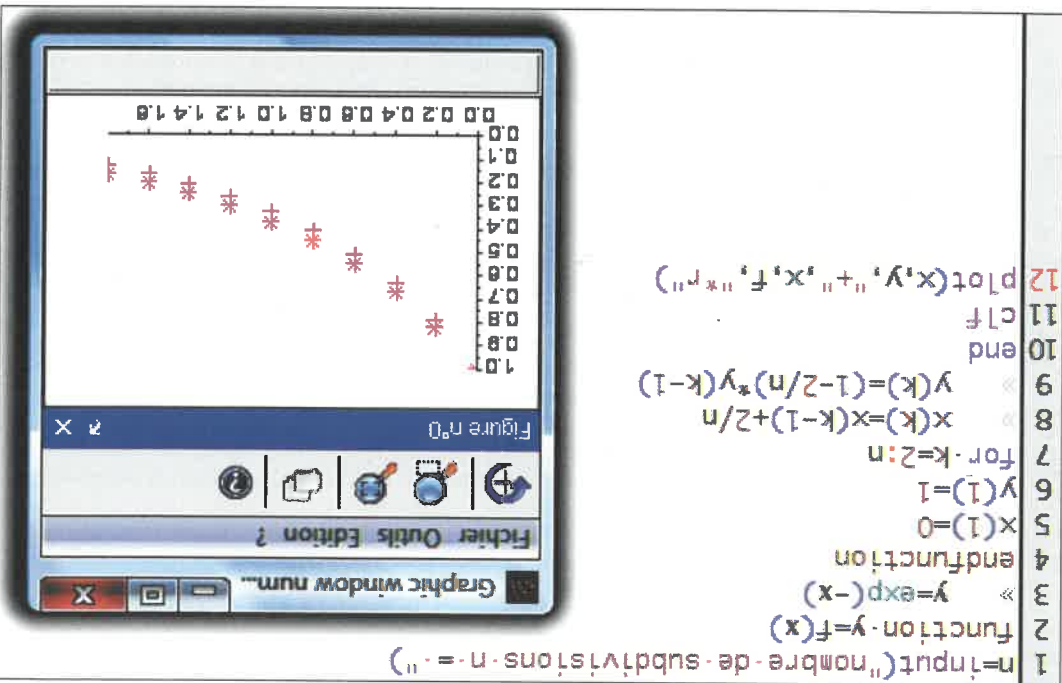 1 n=input("nombre·de·subdivisions·n·=·")
2 function·y=f(x)
3 » y=exp(-x)
4 endfunction
5 x(1)=0
6 y(1)=1
7 for·k=2:n
8 » x(k)=x(k-1)+2/n
9 » y(k)=(1-2/n)*y(k-1)
10 end
11 clf
12 plot(x,y,"+",x,f,"*r")
Graphic window num...
Fichier Outils Edition ?
Figure n°0
1.0
0.9
0.8
0.7
0.6
0.5
0.4
0.3
0.2
0.1
0.0
0.0 0.2 0.4 0.6 0.8 1.0 1.2 1.4 1.6